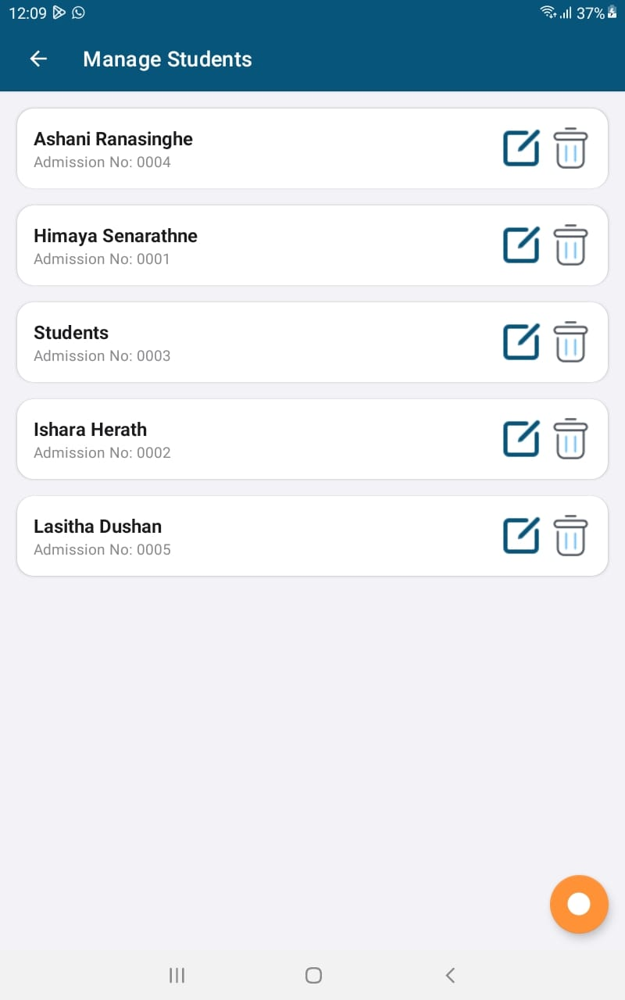 12:09
37%
Manage Students
Ashani Ranasinghe
Admission No: 0004
Himaya Senarathne
Admission No: 0001
Students
Admission No: 0003
Ishara Herath
Admission No: 0002
Lasitha Dushan
Admission No: 0005